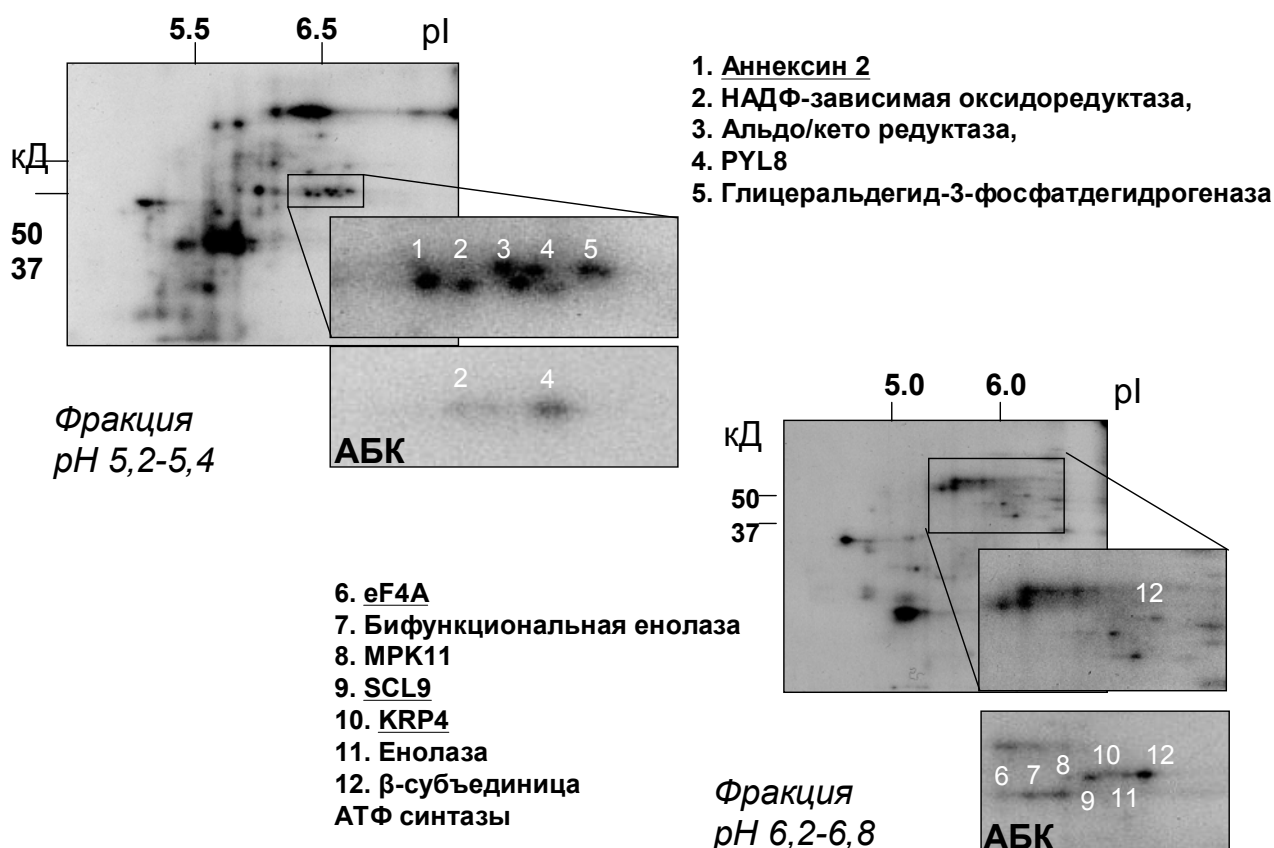 5.5 6.5 pI
кД
50
37
1 2 3 4 5
2 4
АБК
Фракция
pH 5,2-5,4
1. Аннексин 2
2. НАДФ-зависимая оксидоредуктаза,
3. Альдо/кето редуктаза,
4. PYL8
5. Глицеральдегид-3-фосфатдегидрогеназа
5.0 6.0 pI
кД
50
37
12
6 7 8 9 10 11 12
АБК
Фракция
pH 6,2-6,8
6. eF4A
7. Бифункциональная енолаза
8. MPK11
9. SCL9
10. KRP4
11. Енолаза
12. β-субъединица
АТФ синтазы